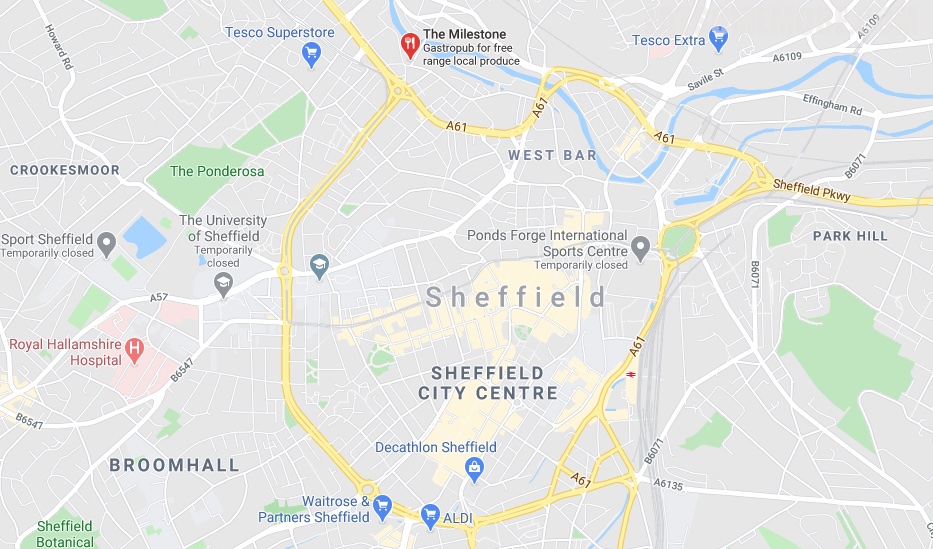 Howard Rd
Tesco Superstore
The Milestone
Gastropub for free
range local produce
Tesco Extra
A6109
A6109
Savile St
Effingham Rd
A61
A61
A61
WEST BAR
B6071
CROOKESMOOR
The Ponderosa
Sheffield Pkwy
The University
of Sheffield
Temporarily
closed
Sport Sheffield
Temporarily closed
Ponds Forge International
Sports Centre
Temporarily closed
PARK HILL
B6071
A57
Sheffield
Royal Hallamshire
Hospital
H
B6547
A61
SHEFFIELD
CITY CENTRE
B6547
BROOMHALL
Decathlon Sheffield
B6071
A61
A6135
Waitrose &
Partners Sheffield
ALDI
Sheffield
Botanical